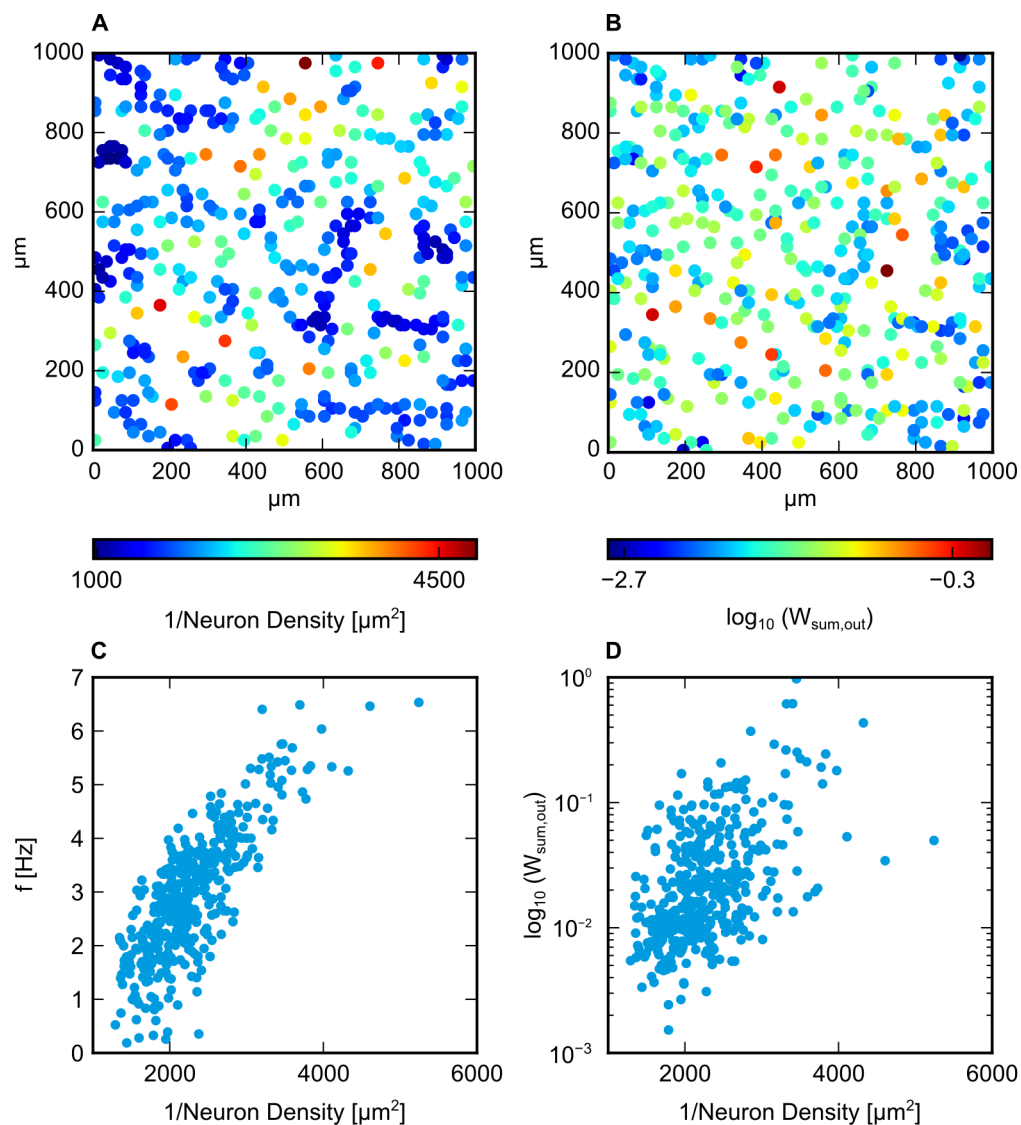 A
B
1000
800
600
400
200
0
µm
0 200 400 600 800 1000
µm
1000
800
600
400
200
0
µm
0 200 400 600 800 1000
µm
1000 4500
1/Neuron Density [µm²]
−2.7 −0.3
log₁₀ (Wsum,out)
C
D
7
6
5
4
3
2
1
0
f [Hz]
2000 4000 6000
1/Neuron Density [µm²]
10⁰
10⁻¹
10⁻²
10⁻³
log₁₀ (Wsum,out)
2000 4000 6000
1/Neuron Density [µm²]